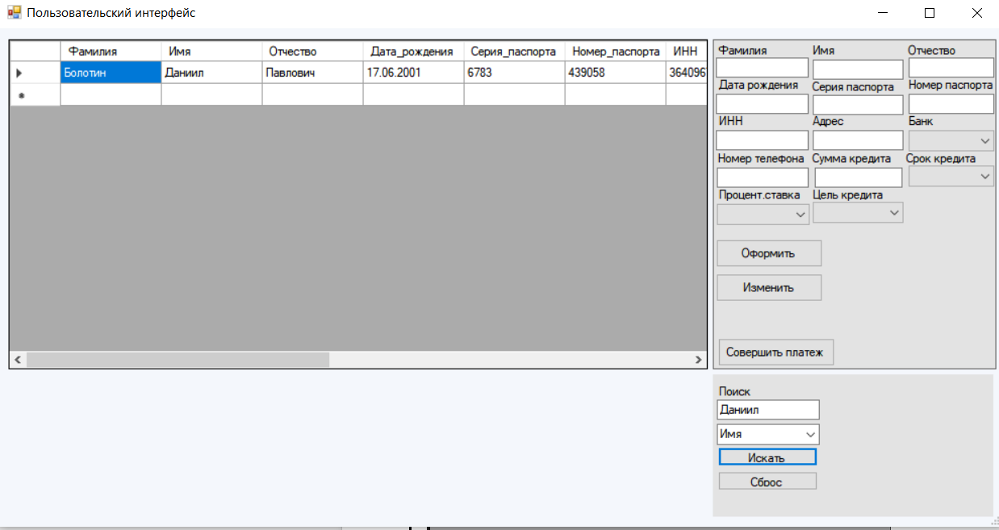 Пользовательский интерфейс
Фамилия Имя Отчество Дата_рождения Серия_паспорта Номер_паспорта ИНН
Болотин Даниил Павлович 17.06.2001 6783 439058 364096
Фамилия Имя Отчество
Дата рождения Серия паспорта Номер паспорта
ИНН Адрес Банк
Номер телефона Сумма кредита Срок кредита
Процент.ставка Цель кредита
Оформить
Изменить
Совершить платеж
Поиск
Даниил
Имя
Искать
Сброс